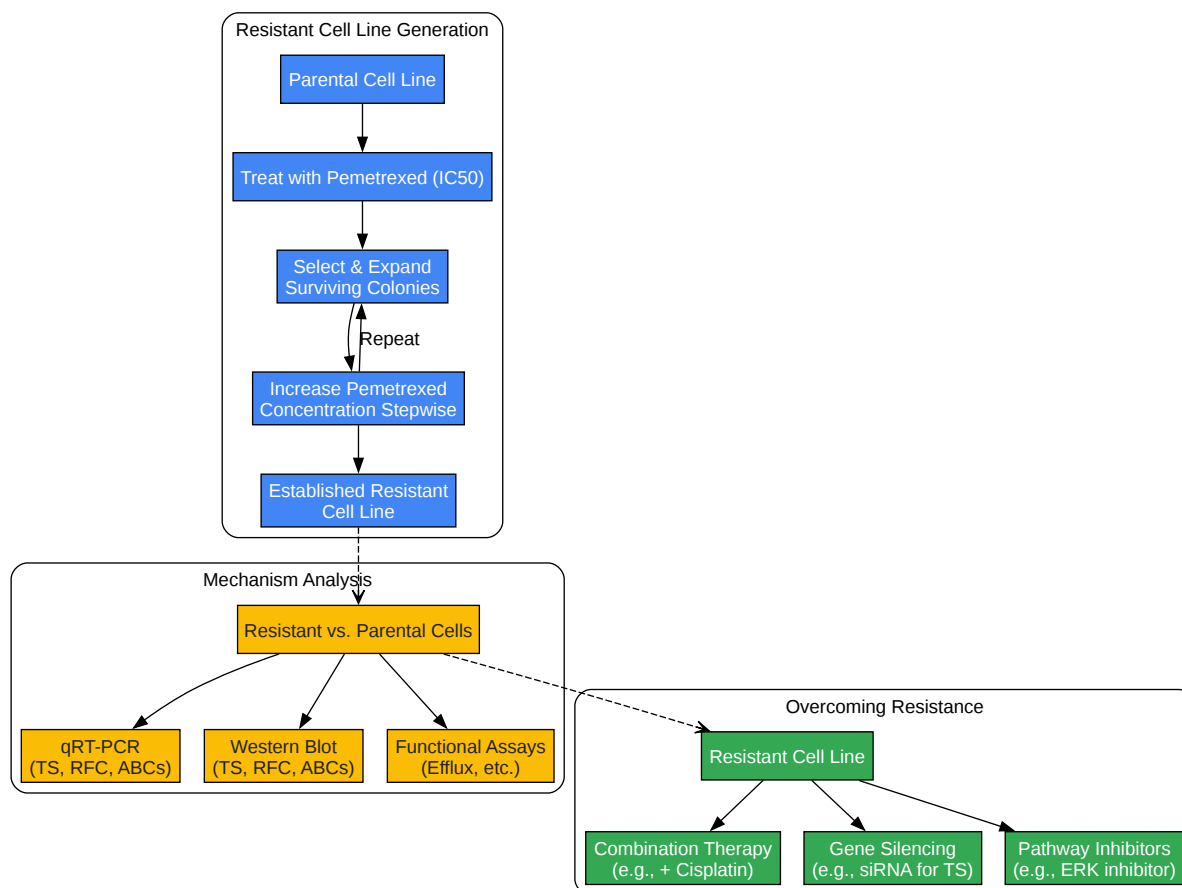 Resistant Cell Line Generation
Parental Cell Line
Treat with Pemetrexed (IC50)
Select & Expand
Surviving Colonies
Repeat
Increase Pemetrexed
Concentration Stepwise
Established Resistant
Cell Line
Mechanism Analysis
Resistant vs. Parental Cells
qRT-PCR
(TS, RFC, ABCs)
Western Blot
(TS, RFC, ABCs)
Functional Assays
(Efflux, etc.)
Overcoming Resistance
Resistant Cell Line
Combination Therapy
(e.g., + Cisplatin)
Gene Silencing
(e.g., siRNA for TS)
Pathway Inhibitors
(e.g., ERK inhibitor)